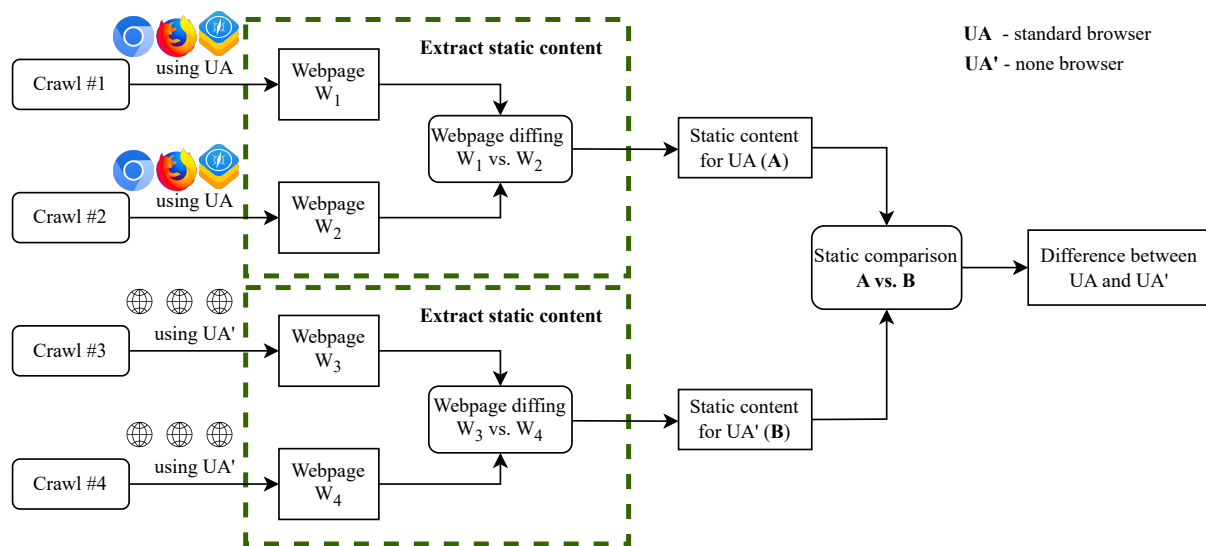 UA - standard browser
UA' - none browser
Extract static content
Crawl #1
using UA
Webpage
W1
Webpage diffing
W1 vs. W2
Crawl #2
using UA
Webpage
W2
Static content
for UA (A)
Extract static content
Crawl #3
using UA'
Webpage
W3
Webpage diffing
W3 vs. W4
Crawl #4
using UA'
Webpage
W4
Static content
for UA' (B)
Static comparison
A vs. B
Difference between
UA and UA'